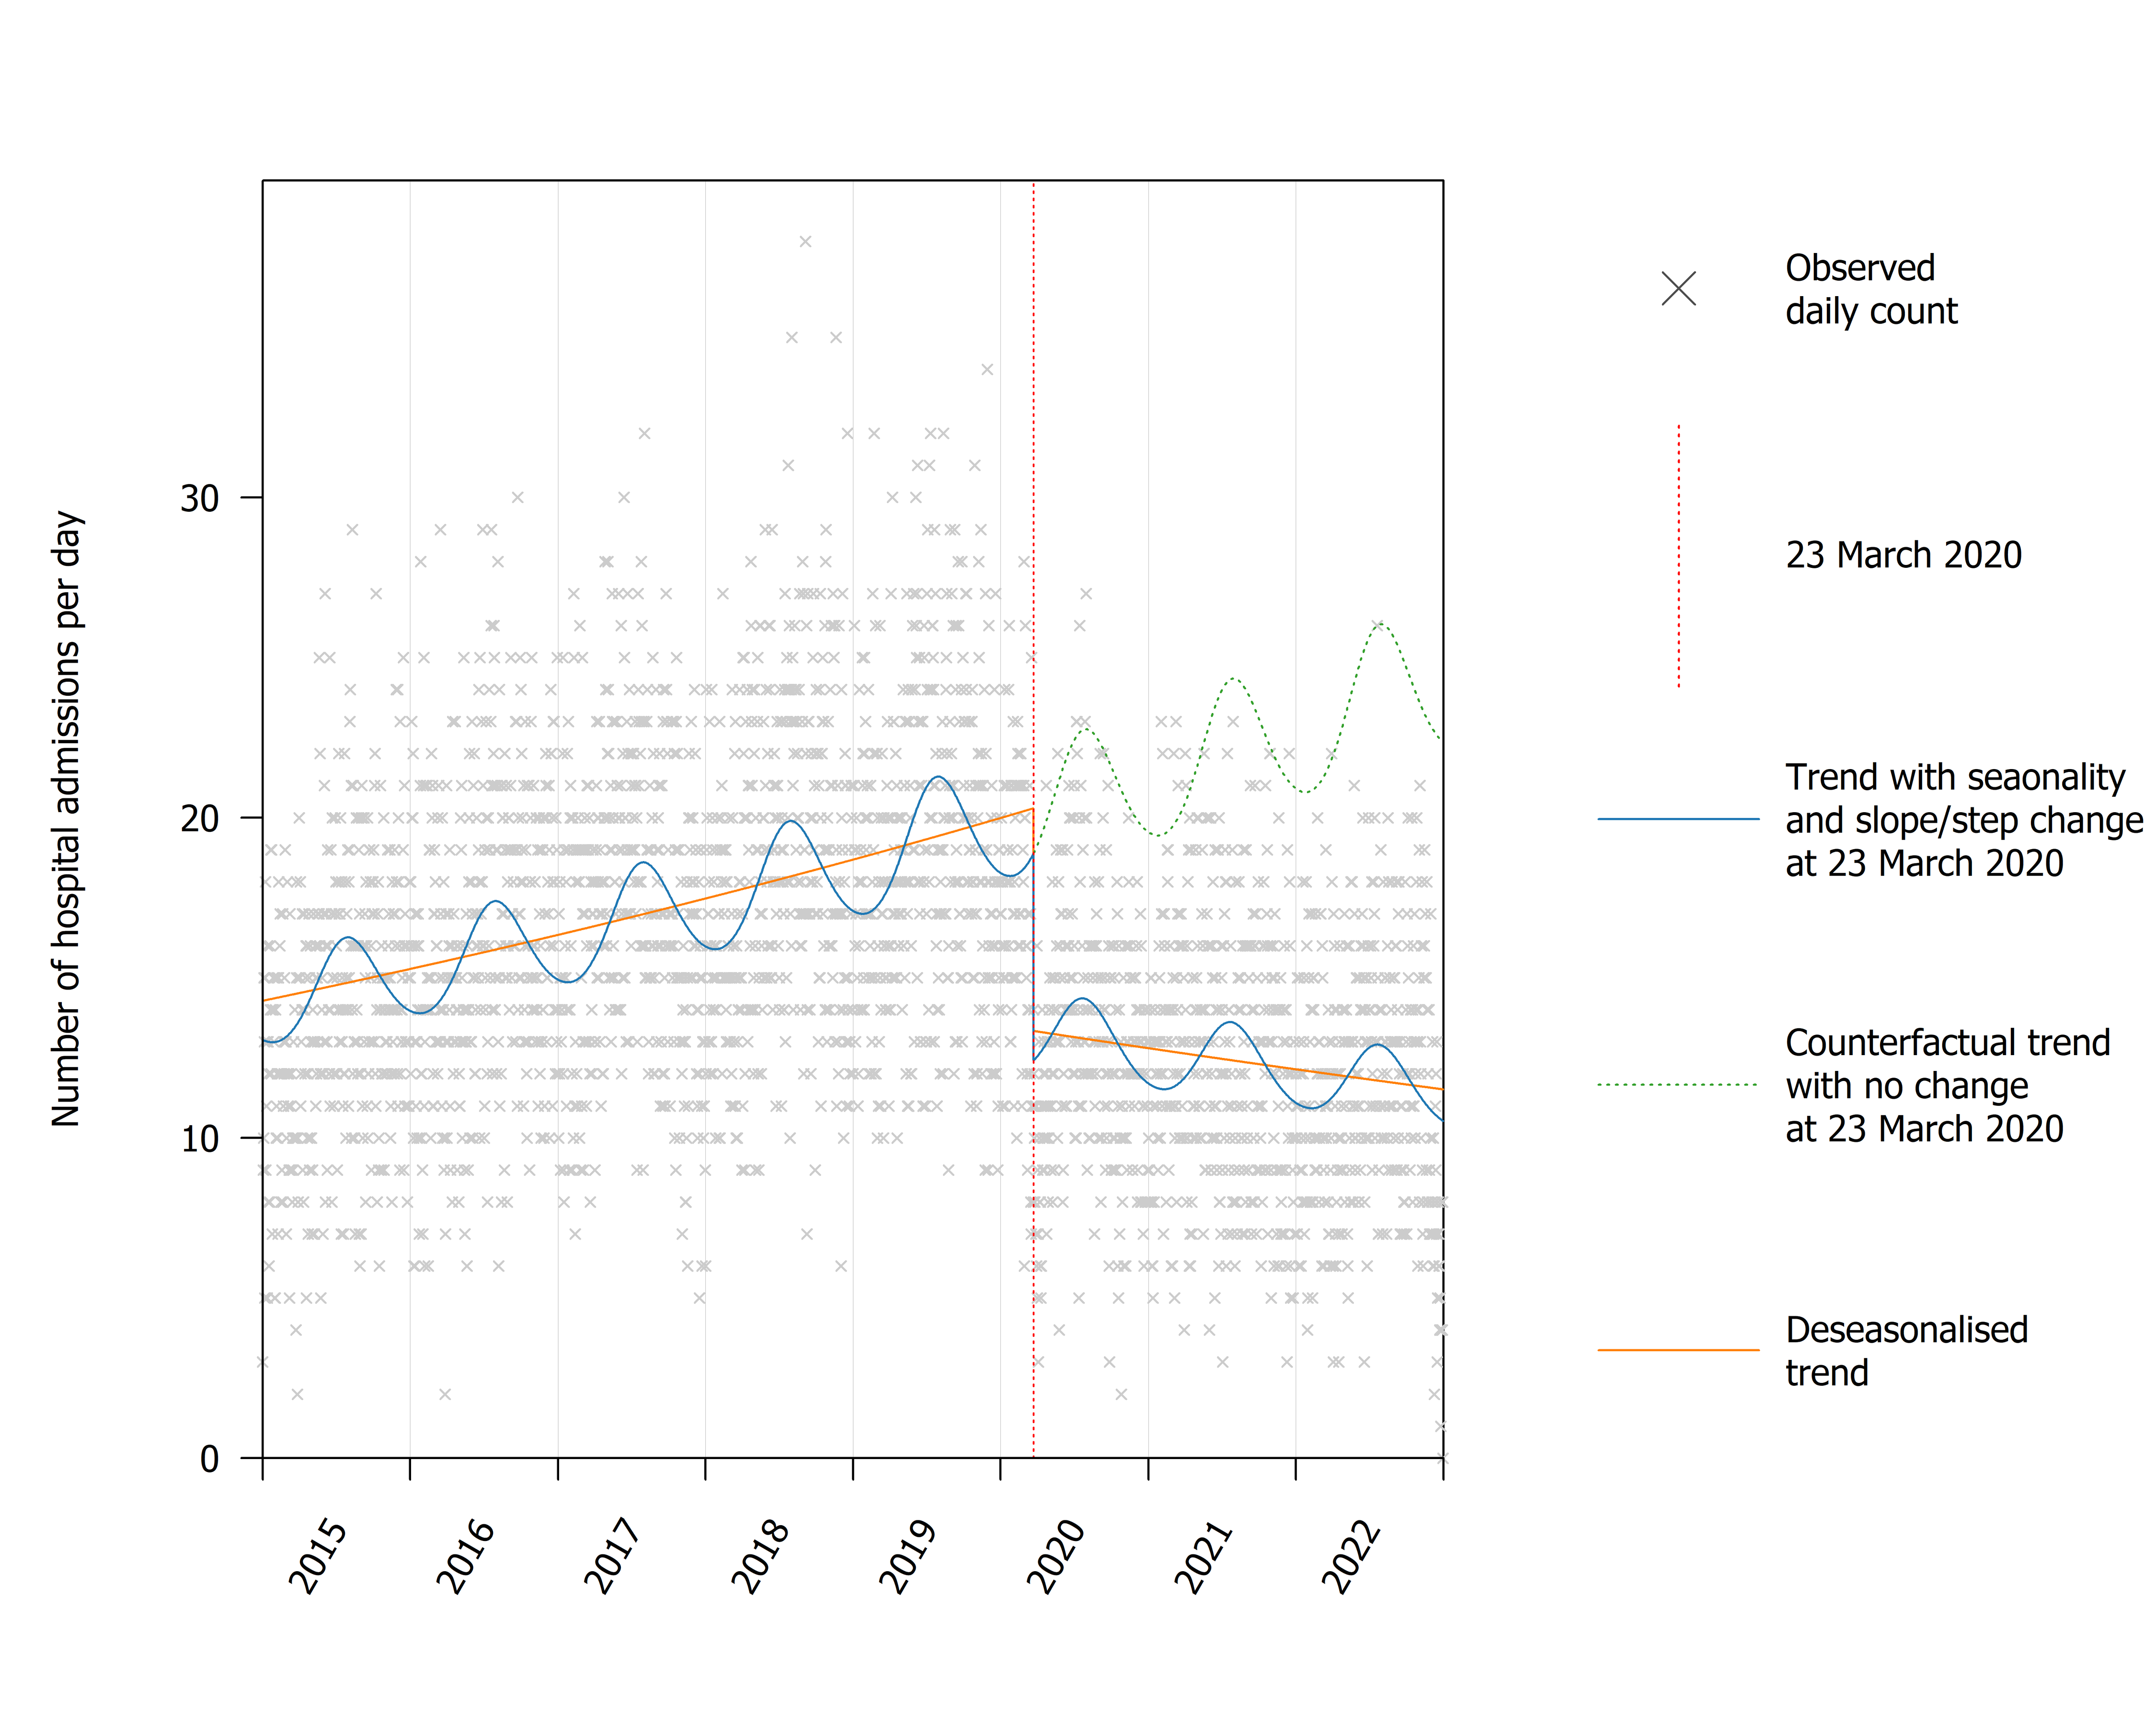 Number of hospital admissions per day
30
20
10
0
2015
2016
2017
2018
2019
2020
2021
2022
Observed
daily count
23 March 2020
Trend with seaonality
and slope/step change
at 23 March 2020
Counterfactual trend
with no change
at 23 March 2020
Deseasonalised
trend